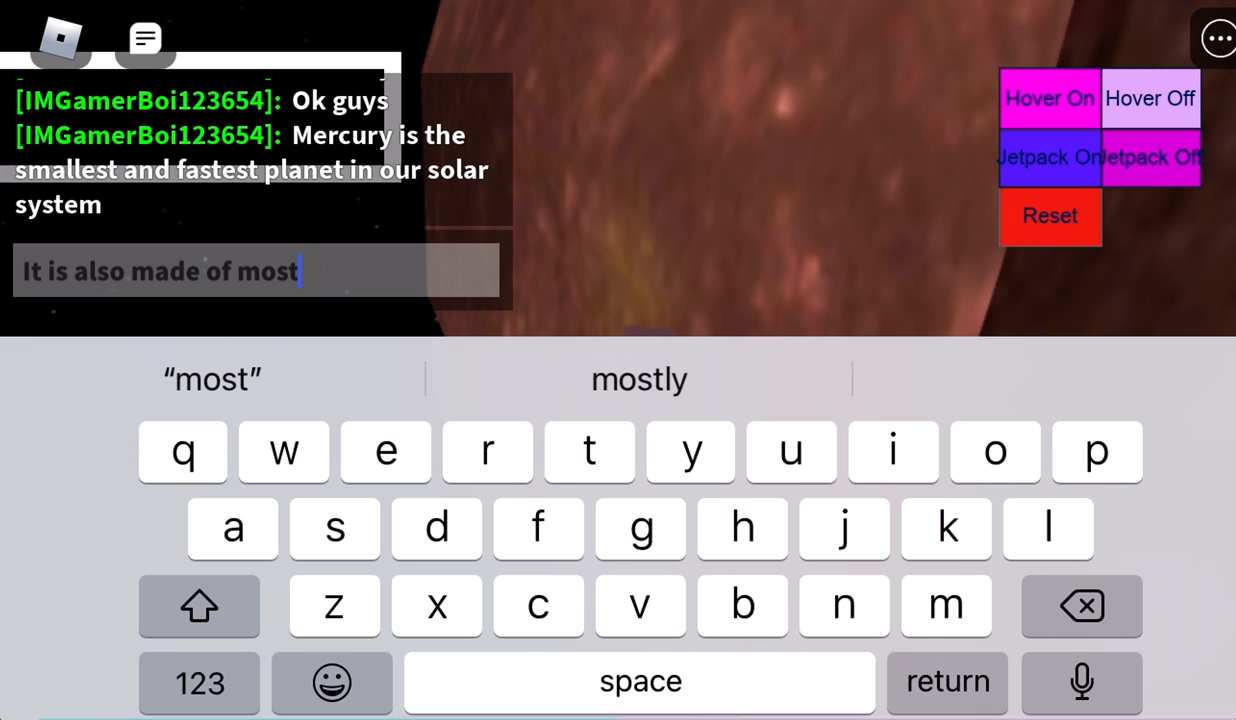 [IMGamerBoi123654]: Ok guys
[IMGamerBoi123654]: Mercury is the
smallest and fastest planet in our solar
system
It is also made of most
Hover On Hover Off
Jetpack On Jetpack Off
Reset
“most” mostly
q w e r t y u i o p
a s d f g h j k l
z x c v b n m
123 space return